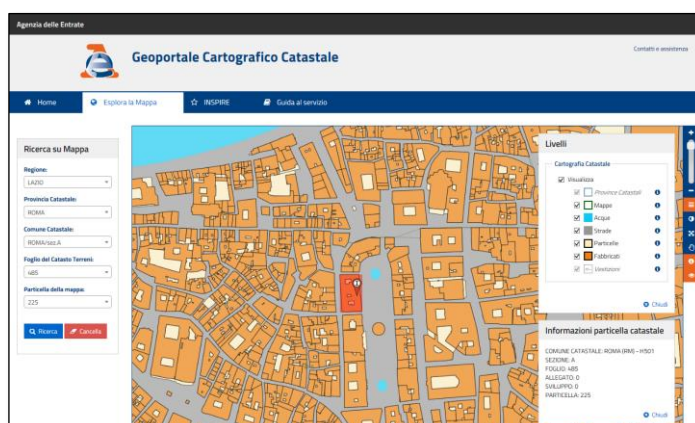 Agenzia delle Entrate
Geoportale Cartografico Catastale
Contatti e assistenza
Home
Esplora la Mappa
INSPIRE
Guida al servizio
Ricerca su Mappa
Regione:
LAZIO
Provincia Catastale:
ROMA
Comune Catastale:
ROMA/sez.A
Foglio del Catasto Terreni:
485
Particella della mappa:
225
Ricerca
Cancella
Livelli
Cartografia Catastale
Visualizza
Province Catastali
Mappe
Acque
Strade
Particelle
Fabbricati
Vestizioni
Chiudi
Informazioni particella catastale
COMUNE CATASTALE: ROMA (RM) - H501
SEZIONE: A
FOGLIO: 485
ALLEGATO: 0
SVILUPPO: 0
PARTICELLA: 225
Chiudi